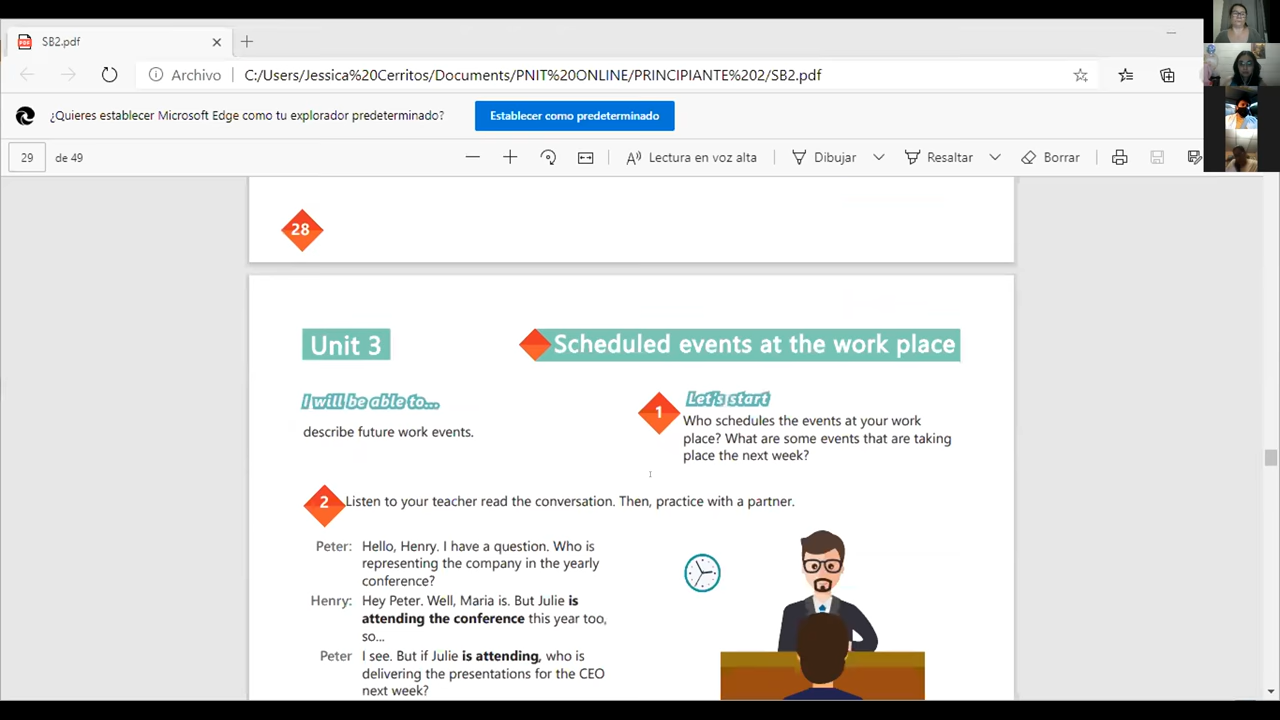 SB2.pdf
Archivo C:/Users/Jessica%20Cerritos/Documents/PNIT%20ONLINE/PRINCIPIANTE%202/SB2.pdf
¿Quieres establecer Microsoft Edge como tu explorador predeterminado? Establecer como predeterminado
29 de 49 Lectura en voz alta Dibujar Resaltar Borrar
28
Unit 3 Scheduled events at the work place
I will be able to...
describe future work events.
1 Let's start
Who schedules the events at your work
place? What are some events that are taking
place the next week?
2 Listen to your teacher read the conversation. Then, practice with a partner.
Peter: Hello, Henry. I have a question. Who is
representing the company in the yearly
conference?
Henry: Hey Peter. Well, Maria is. But Julie is
attending the conference this year too,
so...
Peter I see. But if Julie is attending, who is
delivering the presentations for the CEO
next week?